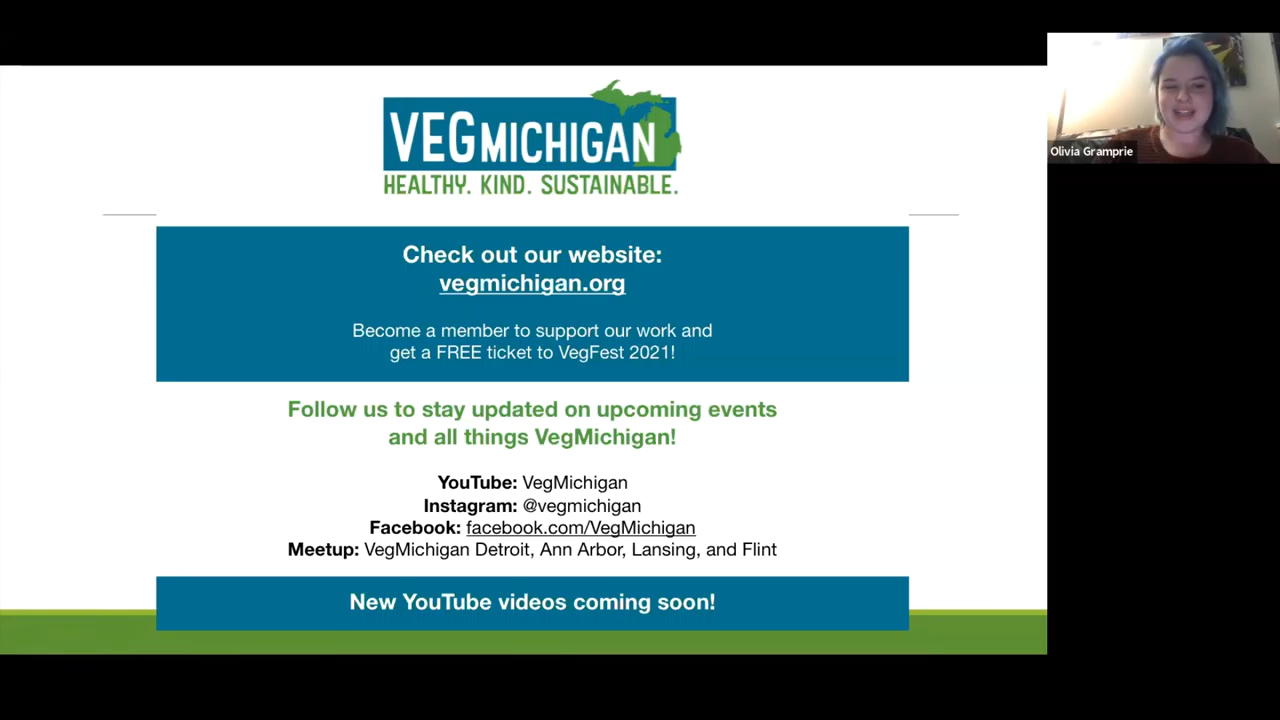 VEGMICHIGAN
HEALTHY. KIND. SUSTAINABLE.
Olivia Gramprie
Check out our website:
vegmichigan.org
Become a member to support our work and
get a FREE ticket to VegFest 2021!
Follow us to stay updated on upcoming events
and all things VegMichigan!
YouTube: VegMichigan
Instagram: @vegmichigan
Facebook: facebook.com/VegMichigan
Meetup: VegMichigan Detroit, Ann Arbor, Lansing, and Flint
New YouTube videos coming soon!